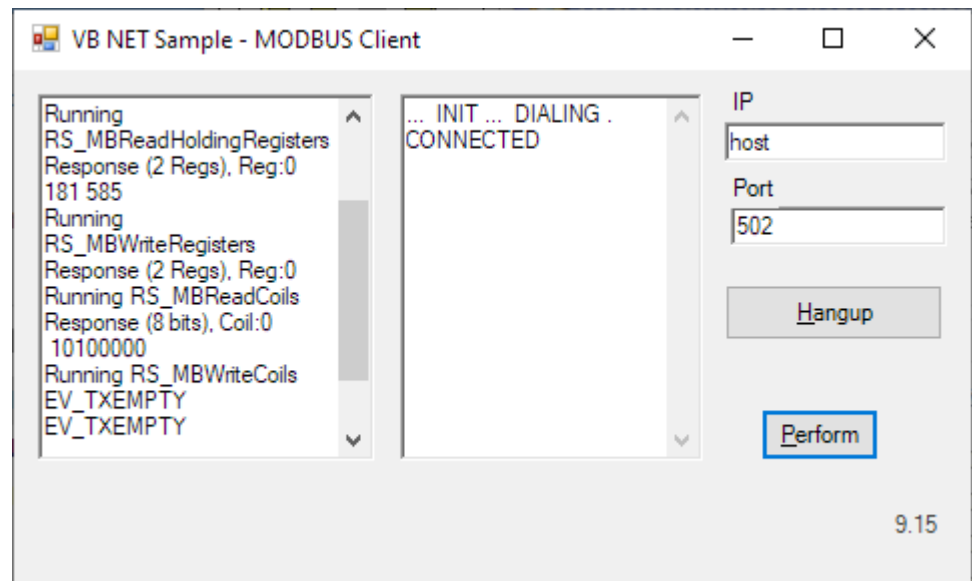 VB NET Sample - MODBUS Client
Running
RS_MBReadHoldingRegisters
Response (2 Regs), Reg:0
181 585
Running
RS_MBWriteRegisters
Response (2 Regs), Reg:0
Running RS_MBReadCoils
Response (8 bits), Coil:0
10100000
Running RS_MBWriteCoils
EV_TXEMPTY
EV_TXEMPTY
... INIT ... DIALING .
CONNECTED
IP
host
Port
502
Hangup
Perform
9.15